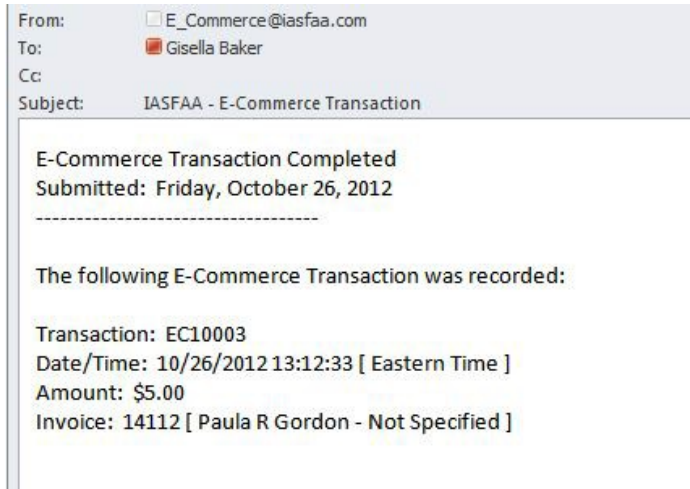 From: E_Commerce@iasfaa.com
To: Gisella Baker
Cc:
Subject: IASFAA - E-Commerce Transaction
E-Commerce Transaction Completed
Submitted: Friday, October 26, 2012
-----------------------------------
The following E-Commerce Transaction was recorded:
Transaction: EC10003
Date/Time: 10/26/2012 13:12:33 [ Eastern Time ]
Amount: $5.00
Invoice: 14112 [ Paula R Gordon - Not Specified ]